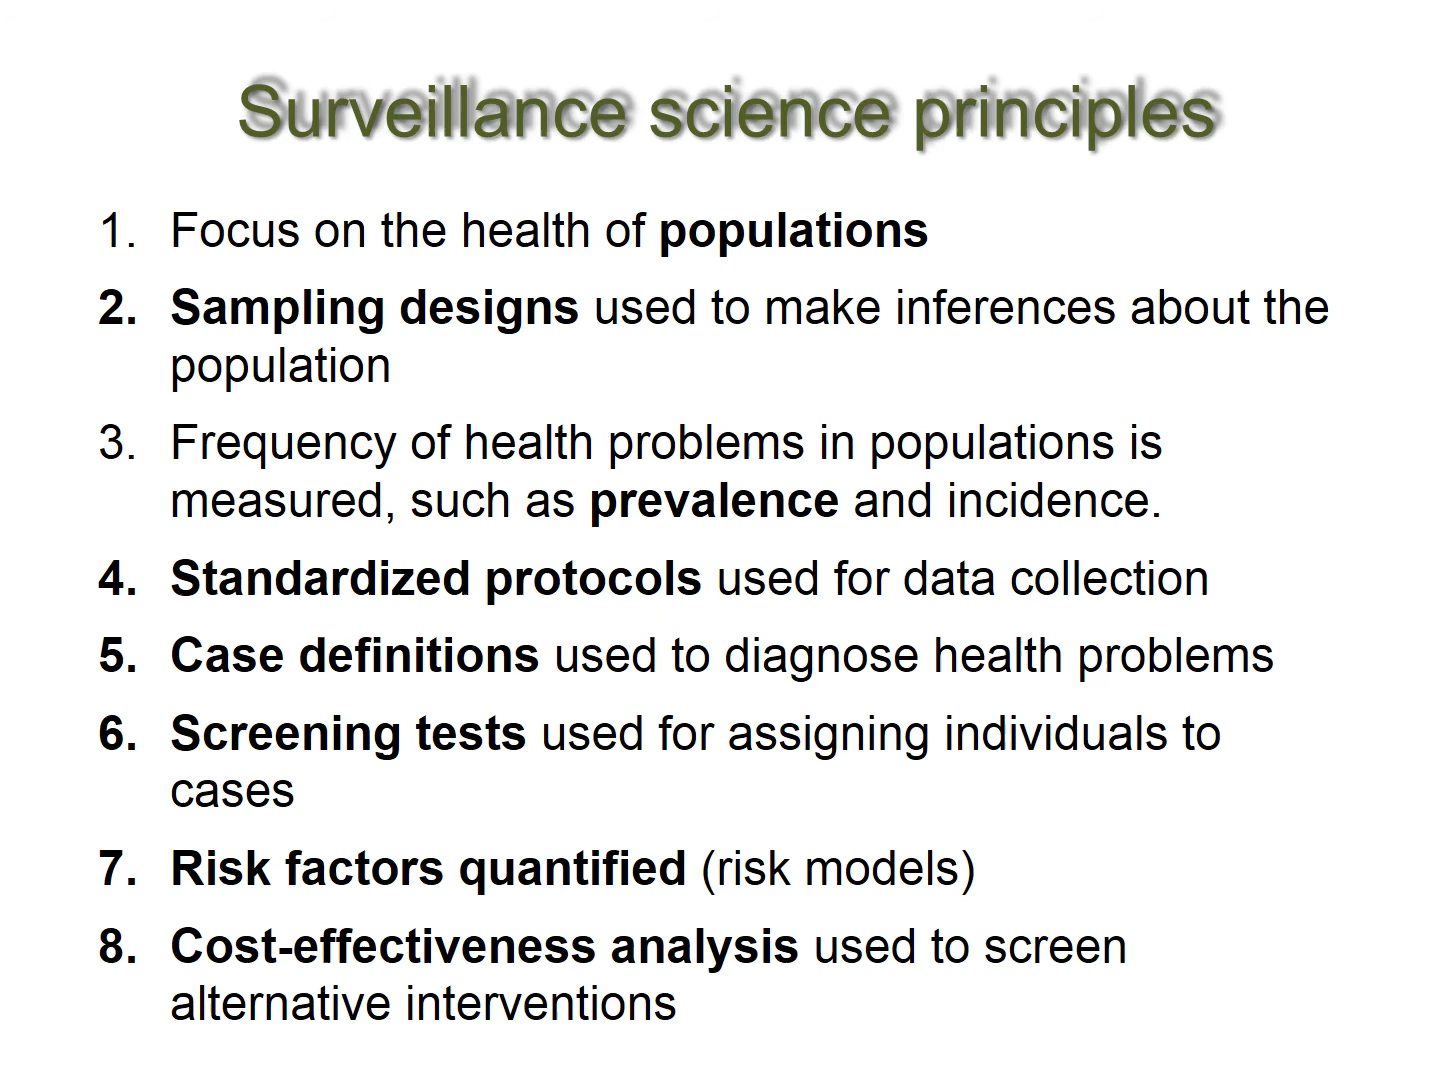 Surveillance science principles
1. Focus on the health of populations
2. Sampling designs used to make inferences about the
population
3. Frequency of health problems in populations is
measured, such as prevalence and incidence.
4. Standardized protocols used for data collection
5. Case definitions used to diagnose health problems
6. Screening tests used for assigning individuals to
cases
7. Risk factors quantified (risk models)
8. Cost-effectiveness analysis used to screen
alternative interventions